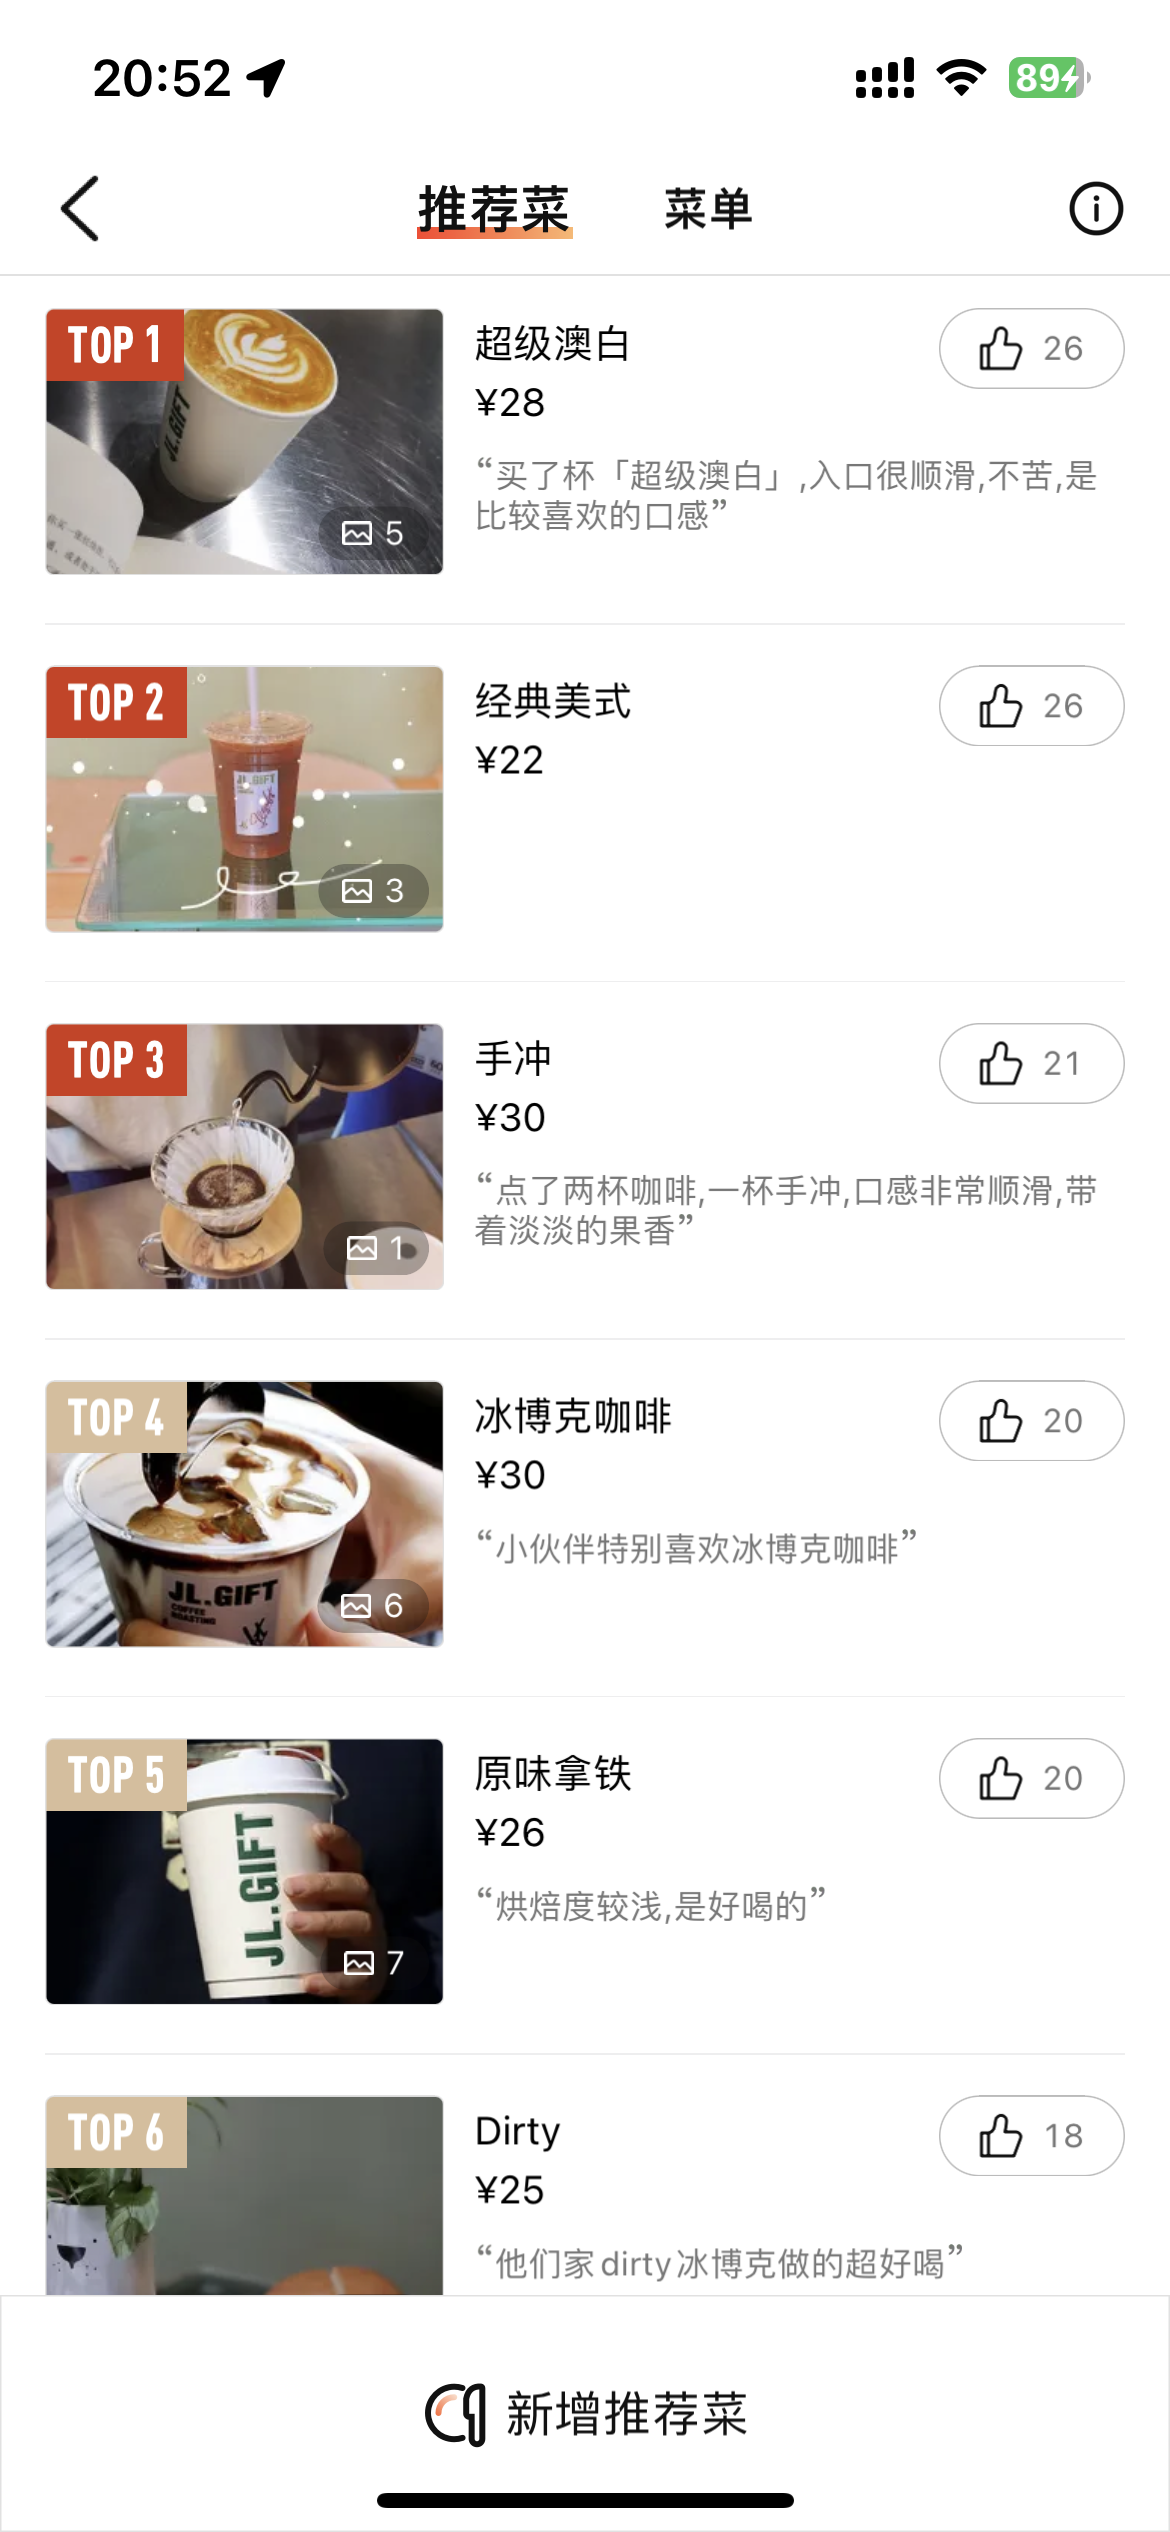 20:52
89
推荐菜 菜单
TOP 1
JL.GIFT
5
超级澳白
26
¥28
“买了杯「超级澳白」,入口很顺滑,不苦,是
比较喜欢的口感”
TOP 2
JL.GIFT
3
经典美式
26
¥22
TOP 3
1
手冲
21
¥30
“点了两杯咖啡,一杯手冲,口感非常顺滑,带
着淡淡的果香”
TOP 4
JL.GIFT
COFFEE
ROASTING
6
冰博克咖啡
20
¥30
“小伙伴特别喜欢冰博克咖啡”
TOP 5
JL.GIFT
7
原味拿铁
20
¥26
“烘焙度较浅,是好喝的”
TOP 6
Dirty
18
¥25
“他们家dirty冰博克做的超好喝”
新增推荐菜